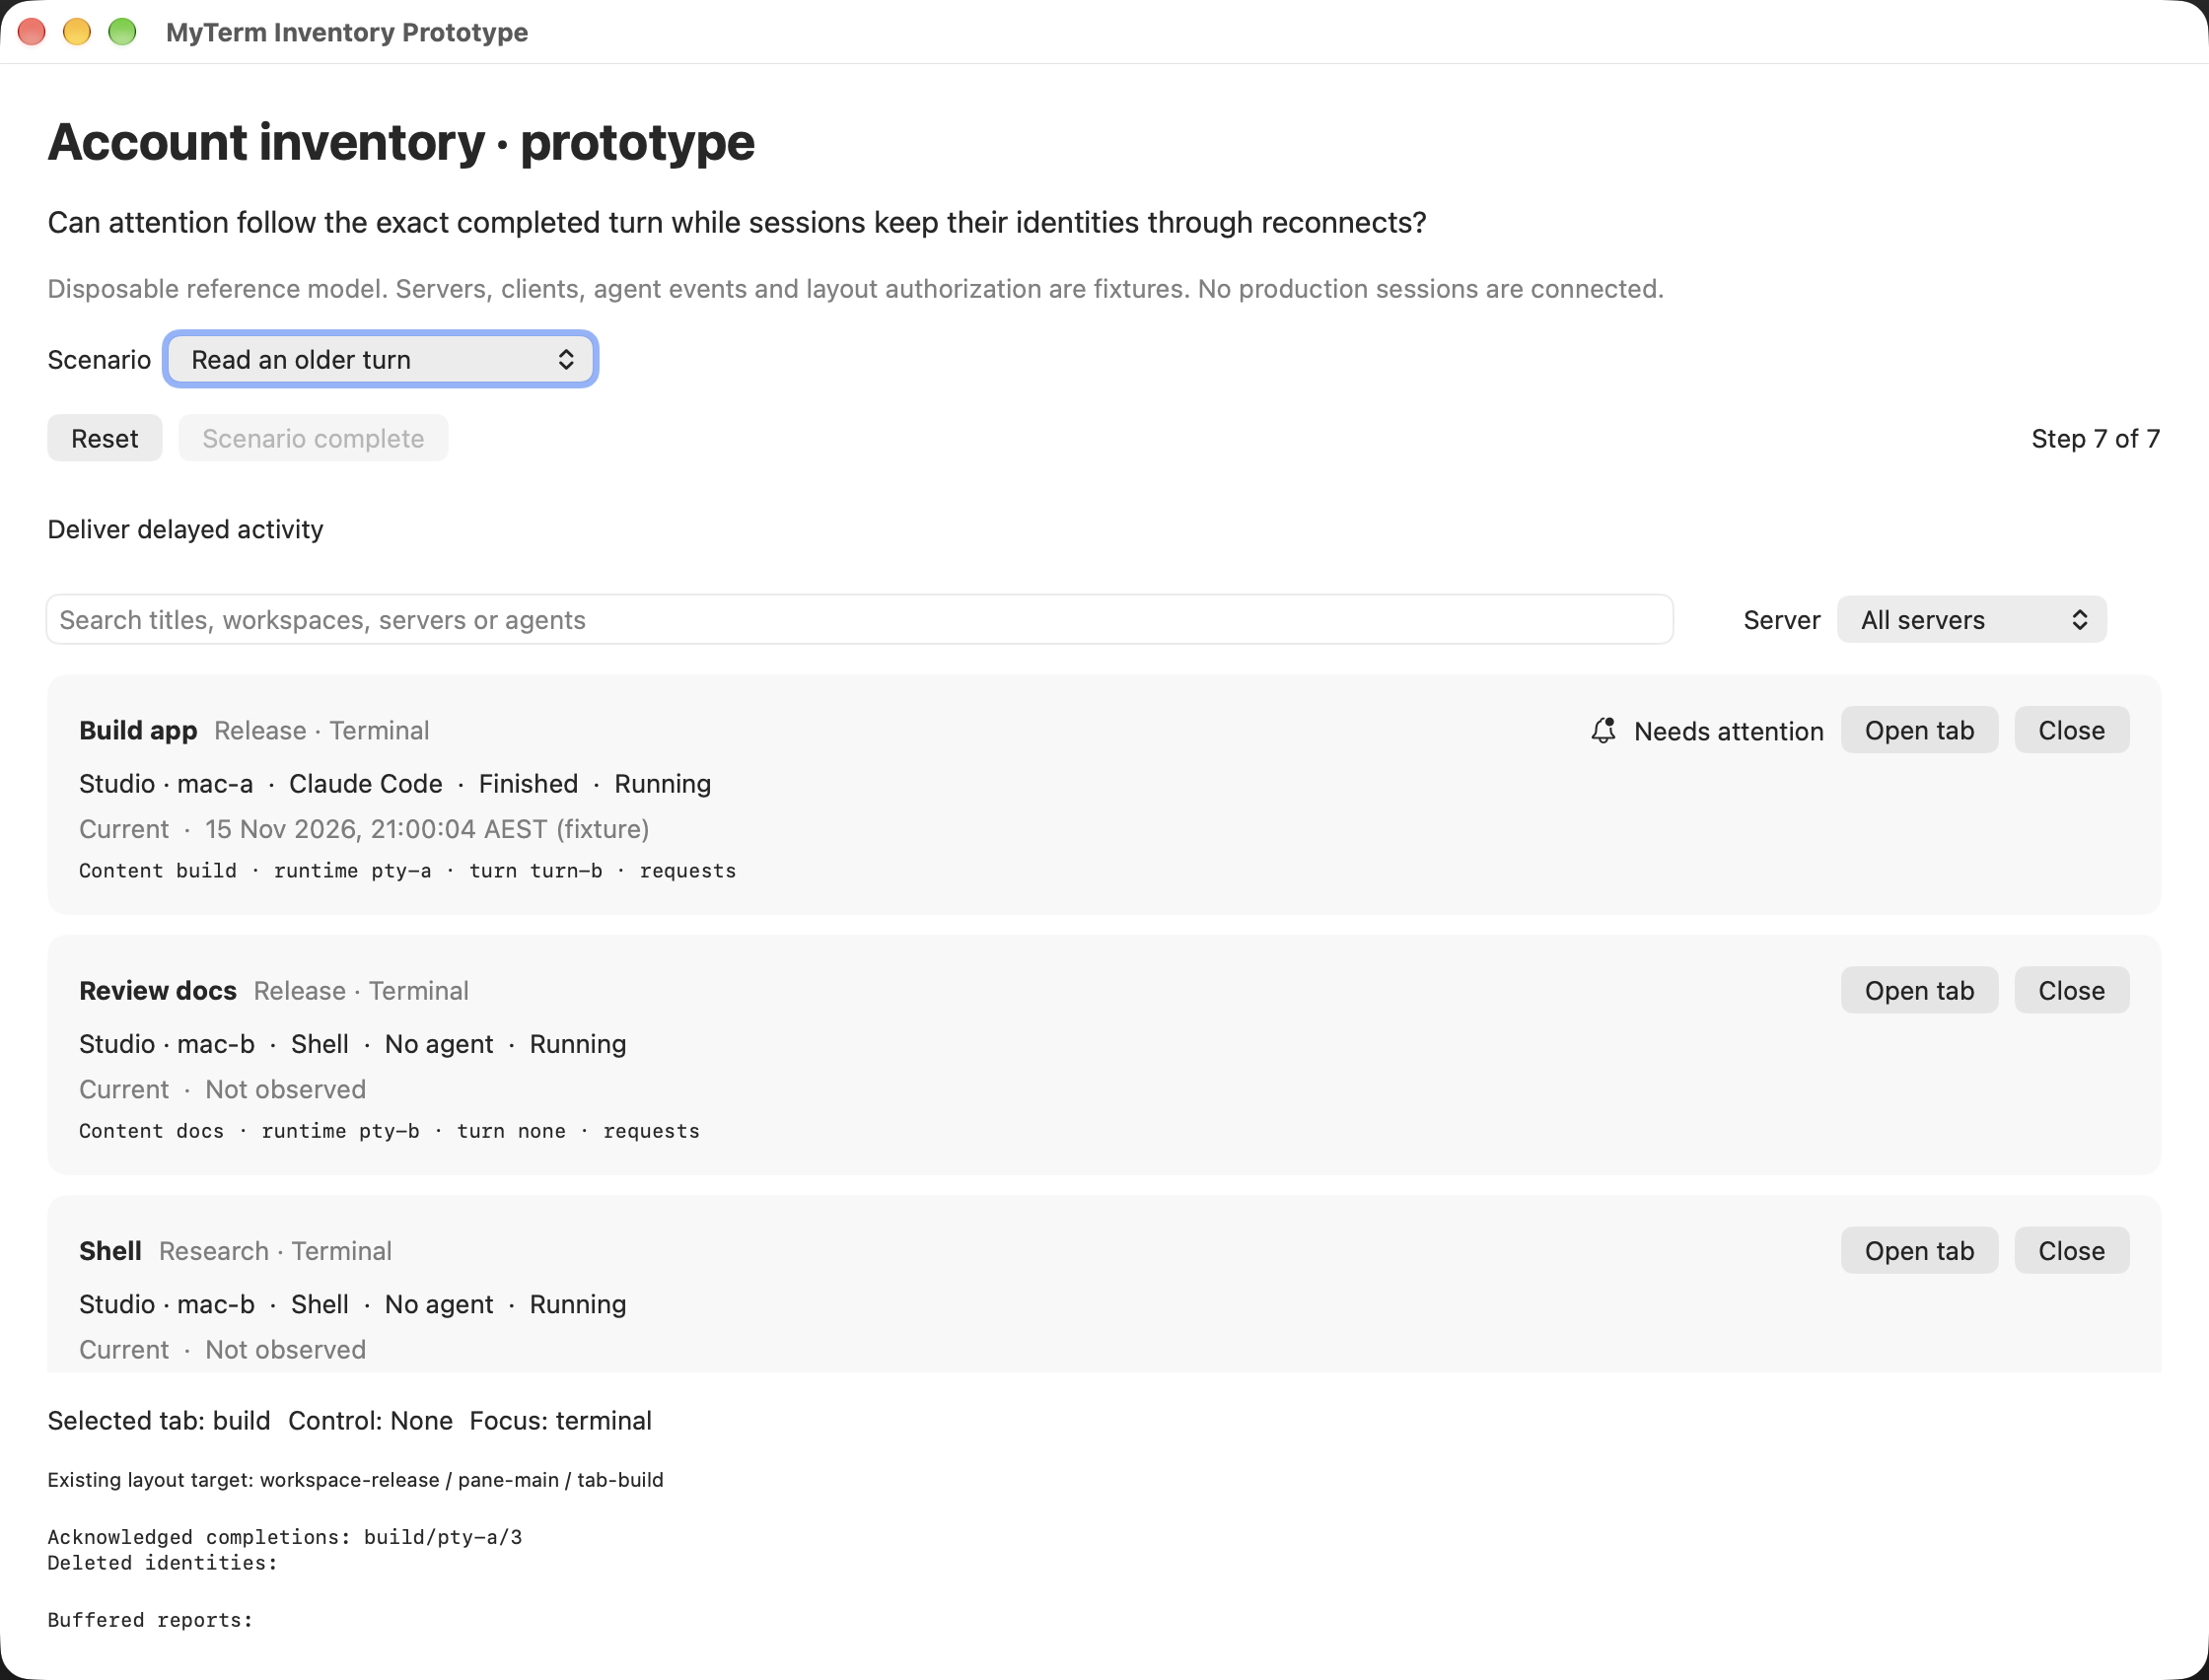 MyTerm Inventory Prototype
Account inventory · prototype
Can attention follow the exact completed turn while sessions keep their identities through reconnects?
Disposable reference model. Servers, clients, agent events and layout authorization are fixtures. No production sessions are connected.
Scenario Read an older turn
Reset Scenario complete Step 7 of 7
Deliver delayed activity
Search titles, workspaces, servers or agents Server All servers
Build app Release · Terminal Needs attention Open tab Close
Studio · mac-a · Claude Code · Finished · Running
Current · 15 Nov 2026, 21:00:04 AEST (fixture)
Content build · runtime pty-a · turn turn-b · requests
Review docs Release · Terminal Open tab Close
Studio · mac-b · Shell · No agent · Running
Current · Not observed
Content docs · runtime pty-b · turn none · requests
Shell Research · Terminal Open tab Close
Studio · mac-b · Shell · No agent · Running
Current · Not observed
Selected tab: build Control: None Focus: terminal
Existing layout target: workspace-release / pane-main / tab-build
Acknowledged completions: build/pty-a/3
Deleted identities:
Buffered reports: